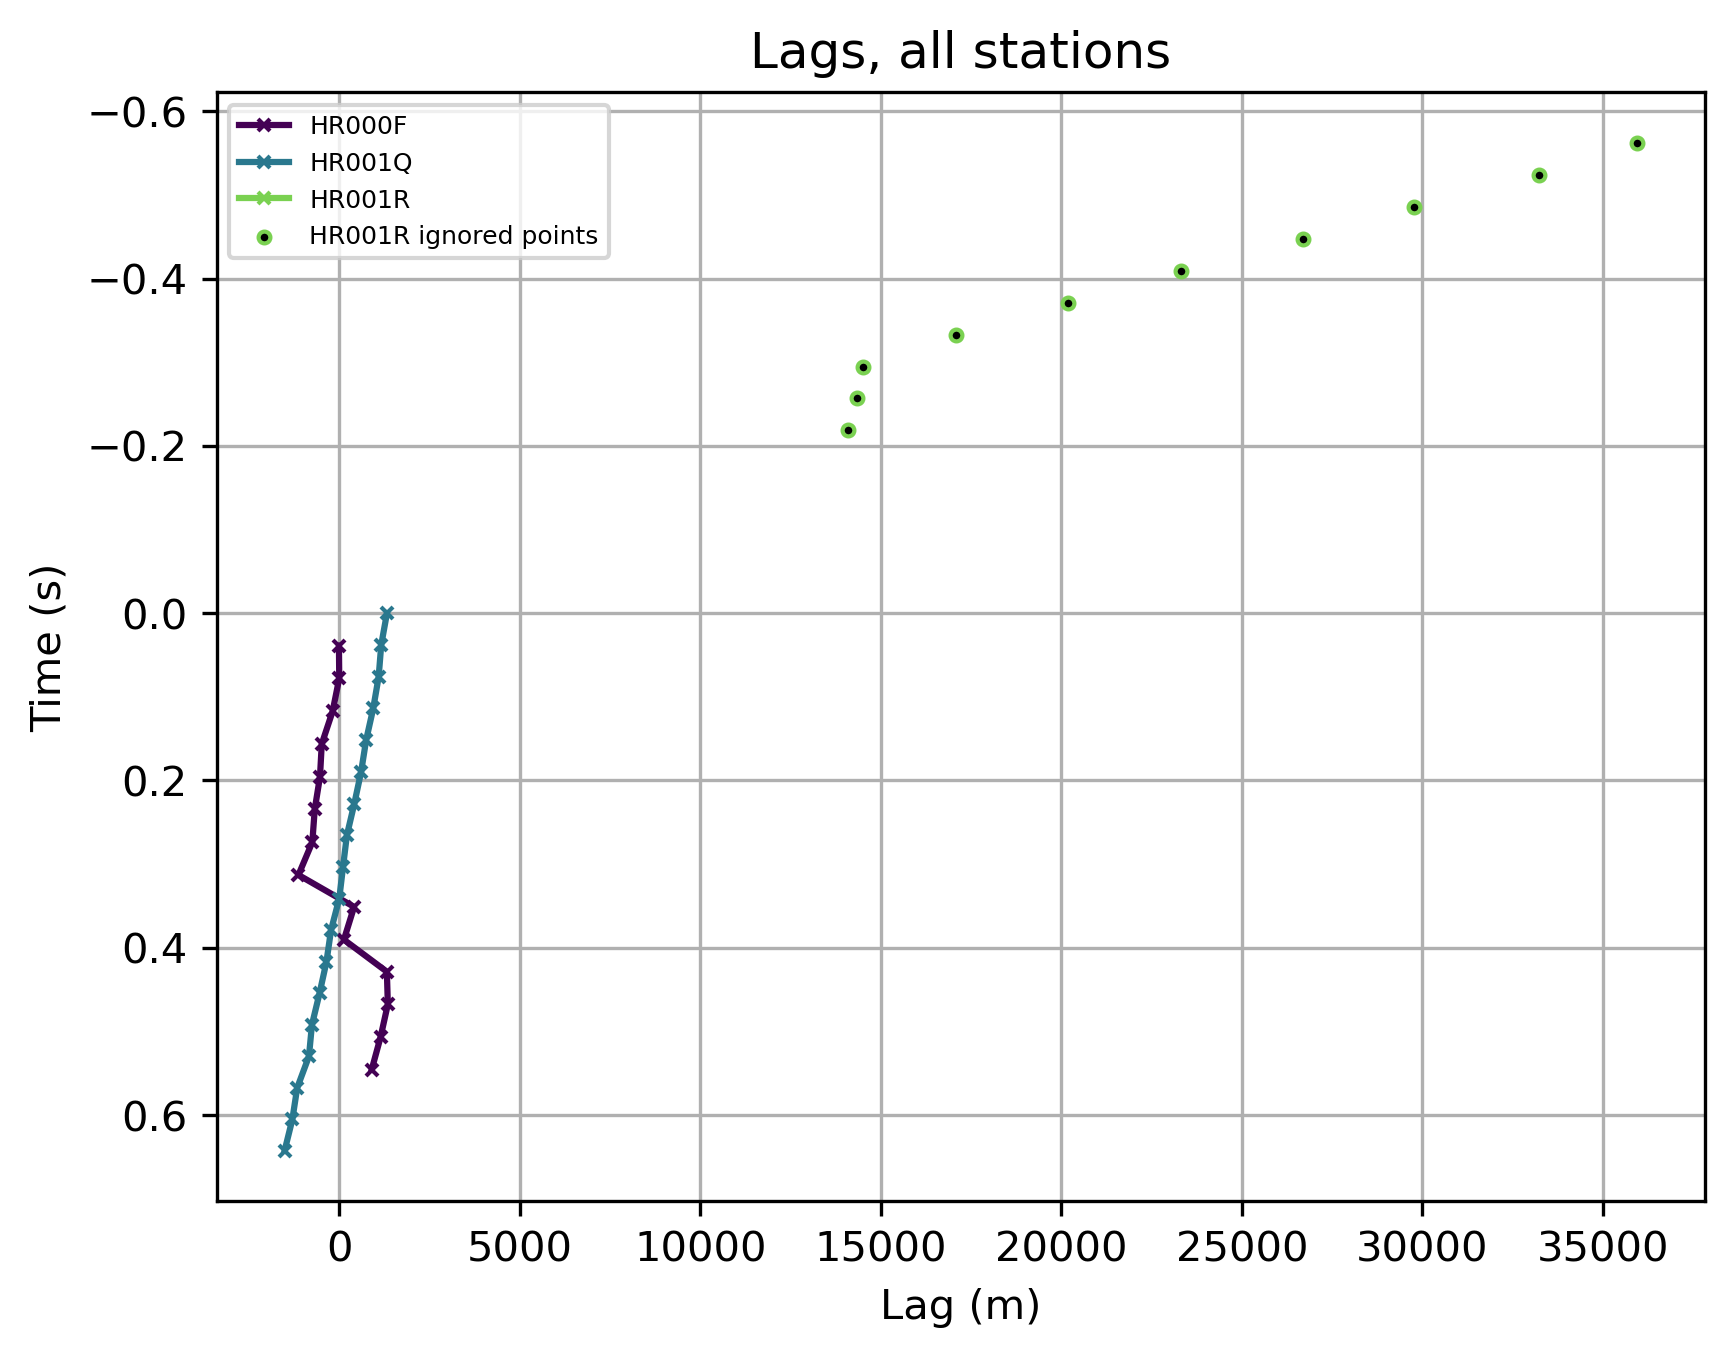 Lags, all stations
HR000F
HR001Q
HR001R
HR001R ignored points
−0.6
−0.4
−0.2
0.0
0.2
0.4
0.6
Time (s)
0 5000 10000 15000 20000 25000 30000 35000
Lag (m)